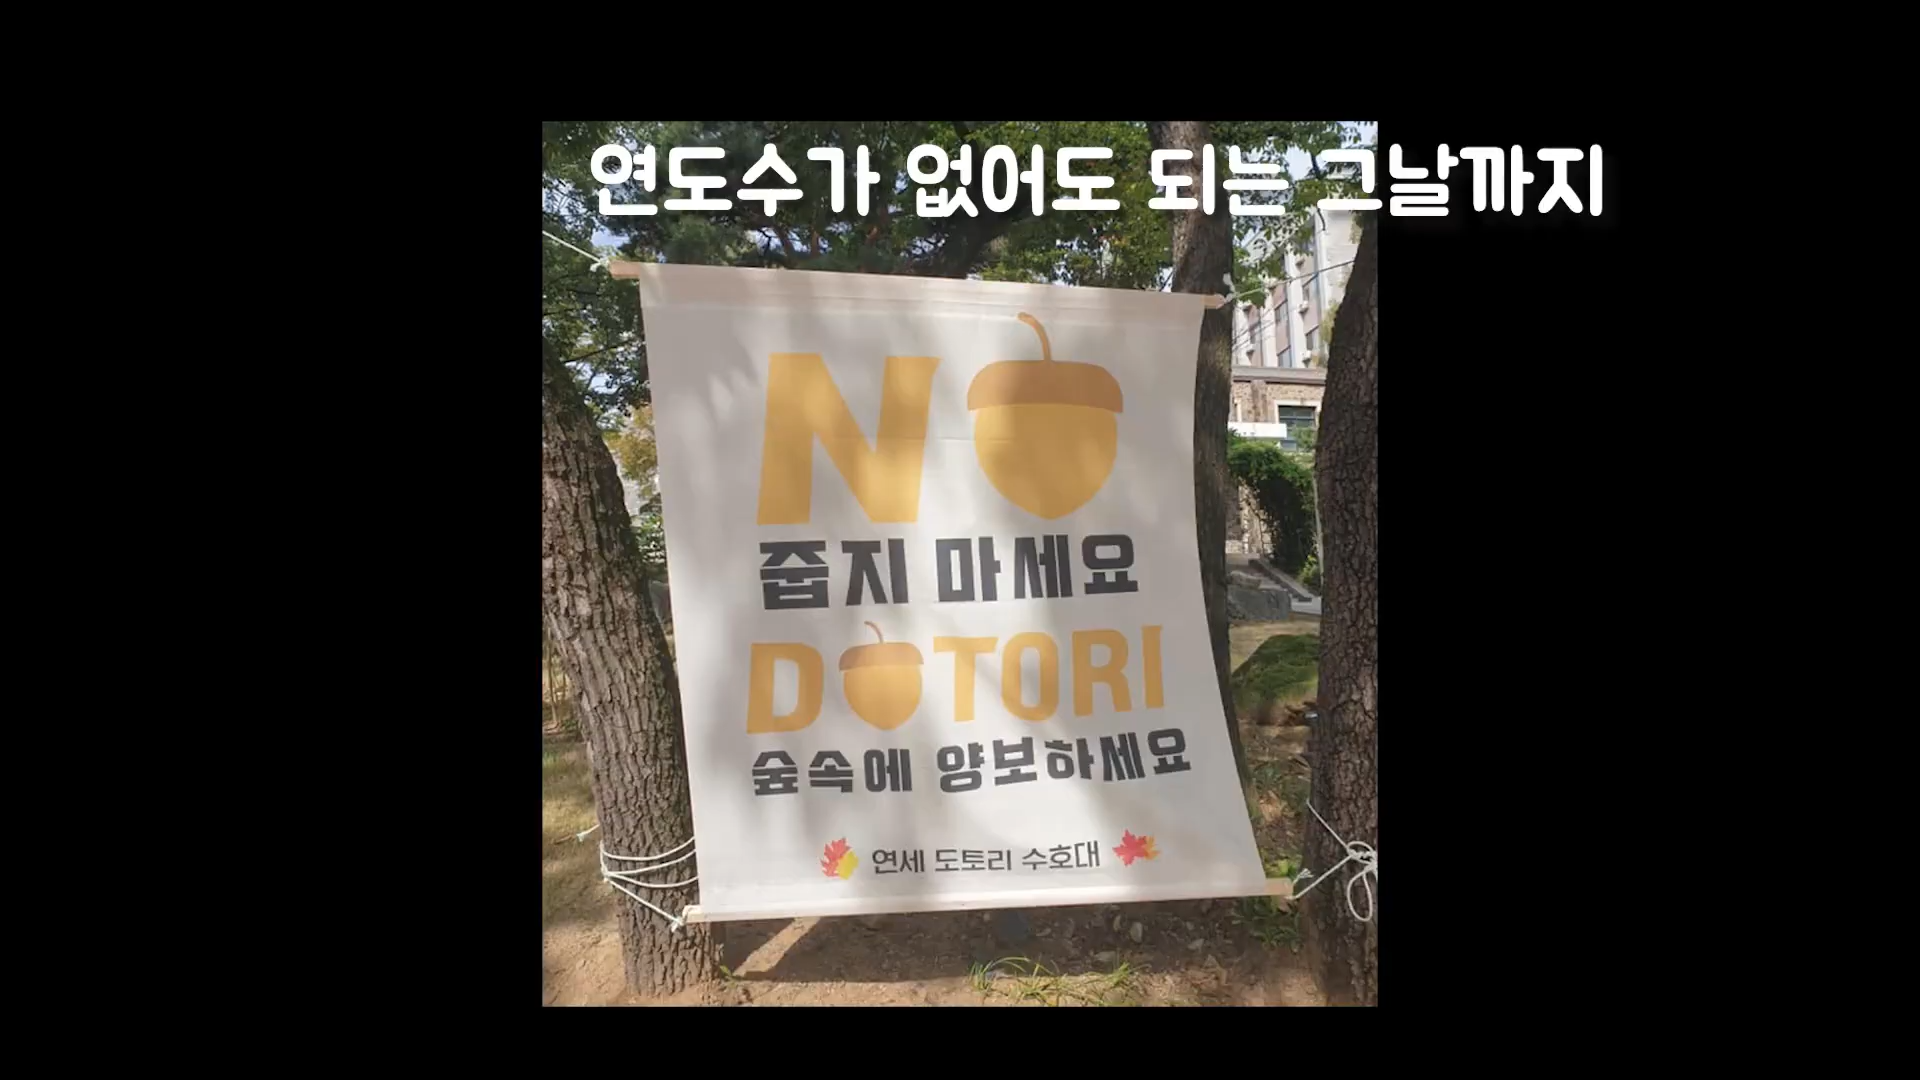 연도수가 없어도 되는 그날까지
NO
줍지 마세요
DOTORI
숲속에 양보하세요
연세 도토리 수호대